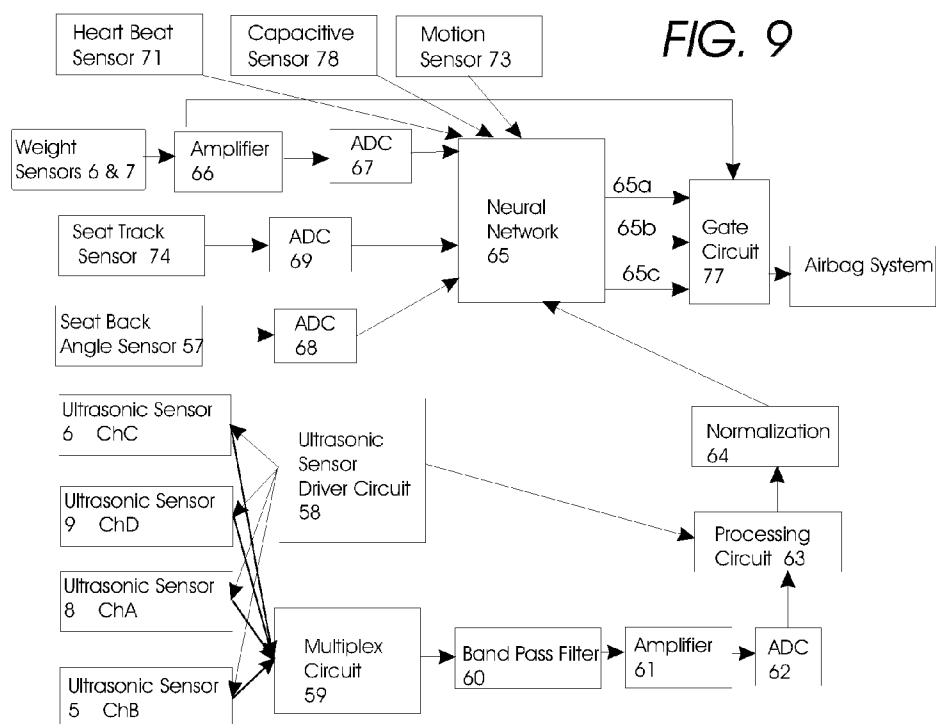 FIG. 9
Heart Beat
Sensor 71
Capacitive
Sensor 78
Motion
Sensor 73
Weight
Sensors 6 & 7
Amplifier
66
ADC
67
Seat Track
Sensor 74
ADC
69
Seat Back
Angle Sensor 57
ADC
68
Neural
Network
65
65a
65b
65c
Gate
Circuit
77
Airbag System
Ultrasonic Sensor
6 ChC
Ultrasonic Sensor
9 ChD
Ultrasonic Sensor
8 ChA
Ultrasonic Sensor
5 ChB
Ultrasonic
Sensor
Driver Circuit
58
Multiplex
Circuit
59
Band Pass Filter
60
Amplifier
61
ADC
62
Processing
Circuit 63
Normalization
64